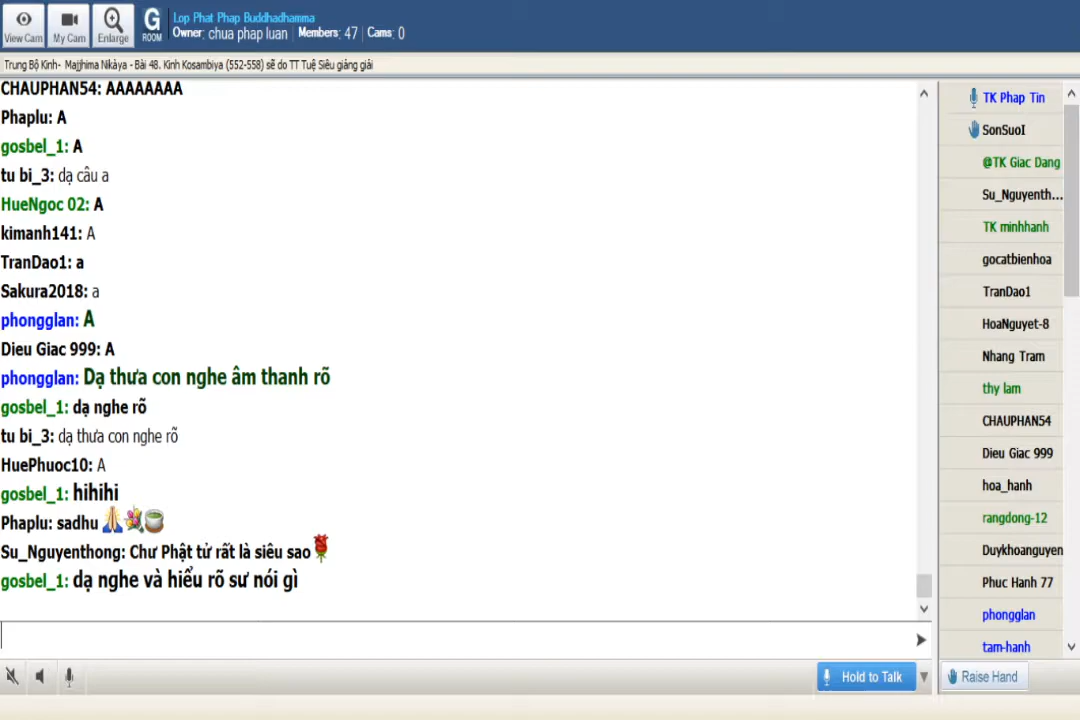 View Cam
My Cam
Enlarge
G
ROOM
Lop Phat Phap Buddhadhamma
Owner: chua phap luan | Members: 47 | Cams: 0
Trung Bộ Kinh- Majjhima Nikàya - Bài 48. Kinh Kosambiya (552-558) sẽ do TT Tuệ Siêu giảng giải
CHAUPHAN54: AAAAAAAA
Phaplu: A
gosbel_1: A
tu bi_3: dạ câu a
HueNgoc 02: A
kimanh141: A
TranDao1: a
Sakura2018: a
phongglan: A
Dieu Giac 999: A
phongglan: Dạ thưa con nghe âm thanh rõ
gosbel_1: dạ nghe rõ
tu bi_3: dạ thưa con nghe rõ
HuePhuoc10: A
gosbel_1: hihihi
Phaplu: sadhu
Su_Nguyenthong: Chư Phật tử rất là siêu sao
gosbel_1: dạ nghe và hiểu rõ sư nói gì
TK Phap Tin
SonSuoI
@TK Giac Dang
Su_Nguyenth...
TK minhhanh
gocatbienhoa
TranDao1
HoaNguyet-8
Nhang Tram
thy lam
CHAUPHAN54
Dieu Giac 999
hoa_hanh
rangdong-12
Duykhoanguyen
Phuc Hanh 77
phongglan
tam-hanh
Hold to Talk
Raise Hand